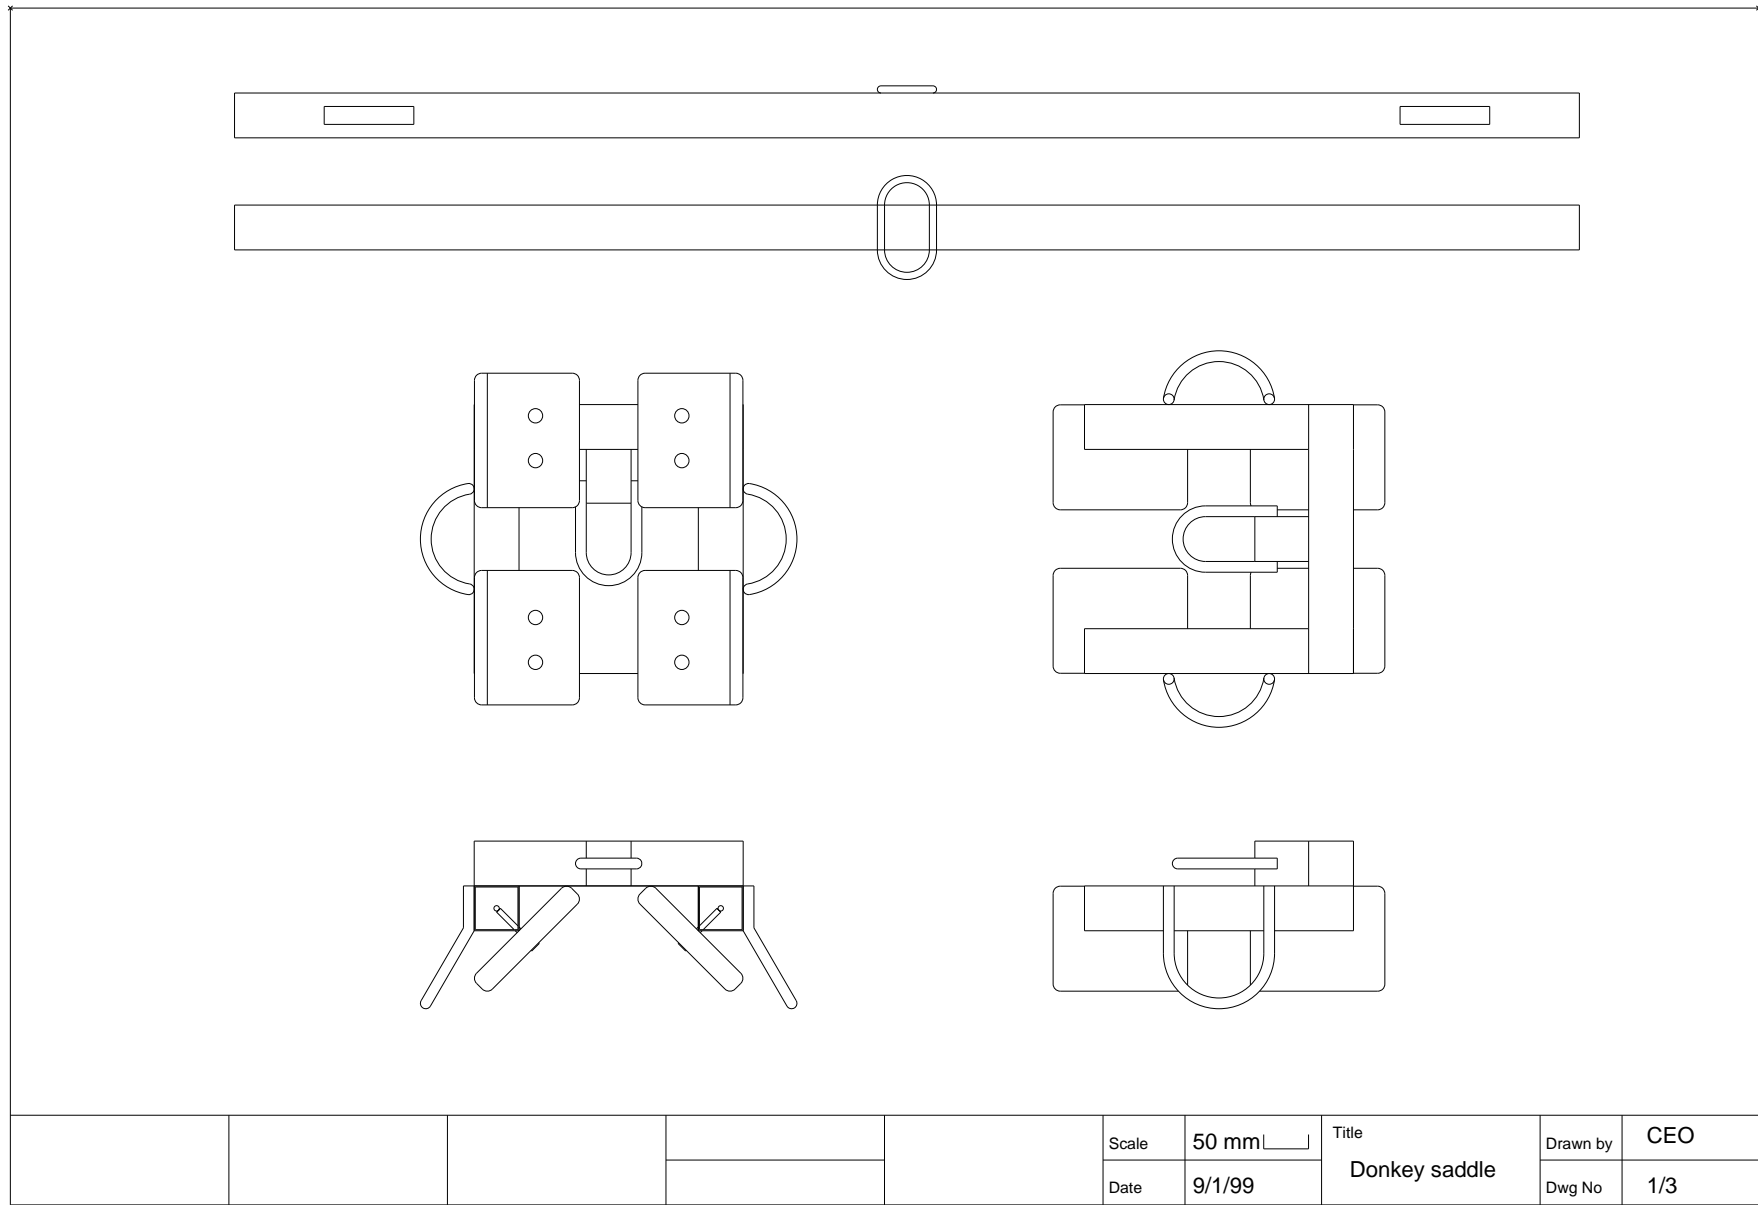 Scale
50 mm
Title
Donkey saddle
Drawn by
CEO
Date
9/1/99
Dwg No
1/3